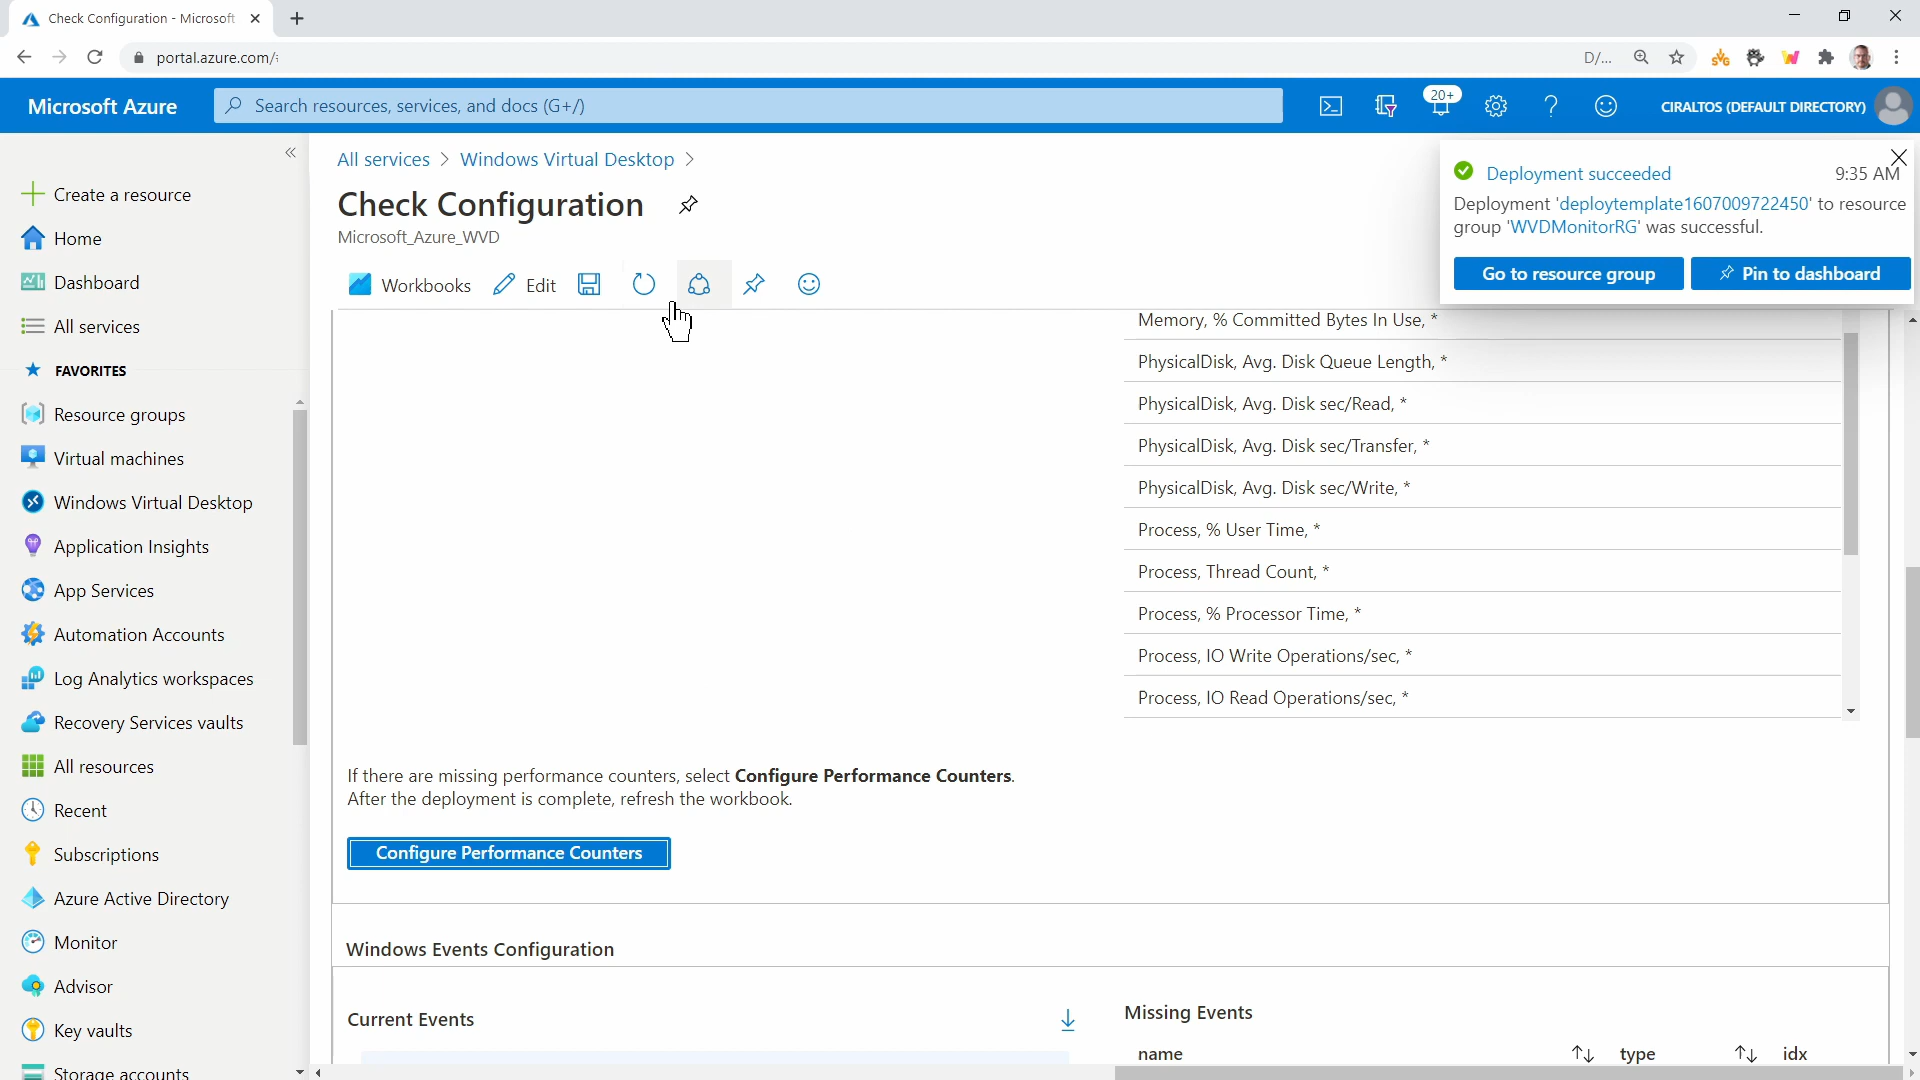 Check Configuration - Microsoft
portal.azure.com/
D/...
Microsoft Azure
Search resources, services, and docs (G+/)
20+
CIRALTOS (DEFAULT DIRECTORY)
Create a resource
Home
Dashboard
All services
FAVORITES
Resource groups
Virtual machines
Windows Virtual Desktop
Application Insights
App Services
Automation Accounts
Log Analytics workspaces
Recovery Services vaults
All resources
Recent
Subscriptions
Azure Active Directory
Monitor
Advisor
Key vaults
Storage accounts
All services > Windows Virtual Desktop >
Check Configuration
Microsoft_Azure_WVD
Workbooks Edit
Deployment succeeded 9:35 AM
Deployment 'deploytemplate1607009722450' to resource
group 'WVDMonitorRG' was successful.
Go to resource group
Pin to dashboard
Memory, % Committed Bytes In Use, *
PhysicalDisk, Avg. Disk Queue Length, *
PhysicalDisk, Avg. Disk sec/Read, *
PhysicalDisk, Avg. Disk sec/Transfer, *
PhysicalDisk, Avg. Disk sec/Write, *
Process, % User Time, *
Process, Thread Count, *
Process, % Processor Time, *
Process, IO Write Operations/sec, *
Process, IO Read Operations/sec, *
If there are missing performance counters, select Configure Performance Counters.
After the deployment is complete, refresh the workbook.
Configure Performance Counters
Windows Events Configuration
Current Events
Missing Events
name type idx